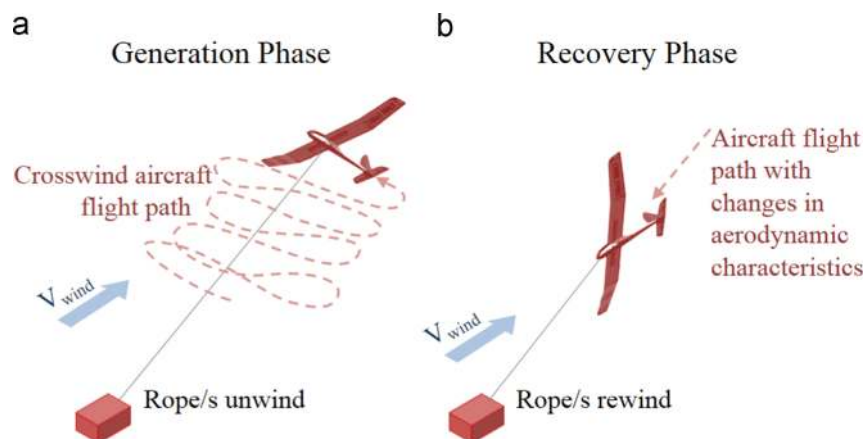 a
Generation Phase
Crosswind aircraft
flight path
V wind
Rope/s unwind
b
Recovery Phase
Aircraft flight
path with
changes in
aerodynamic
characteristics
V wind
Rope/s rewind